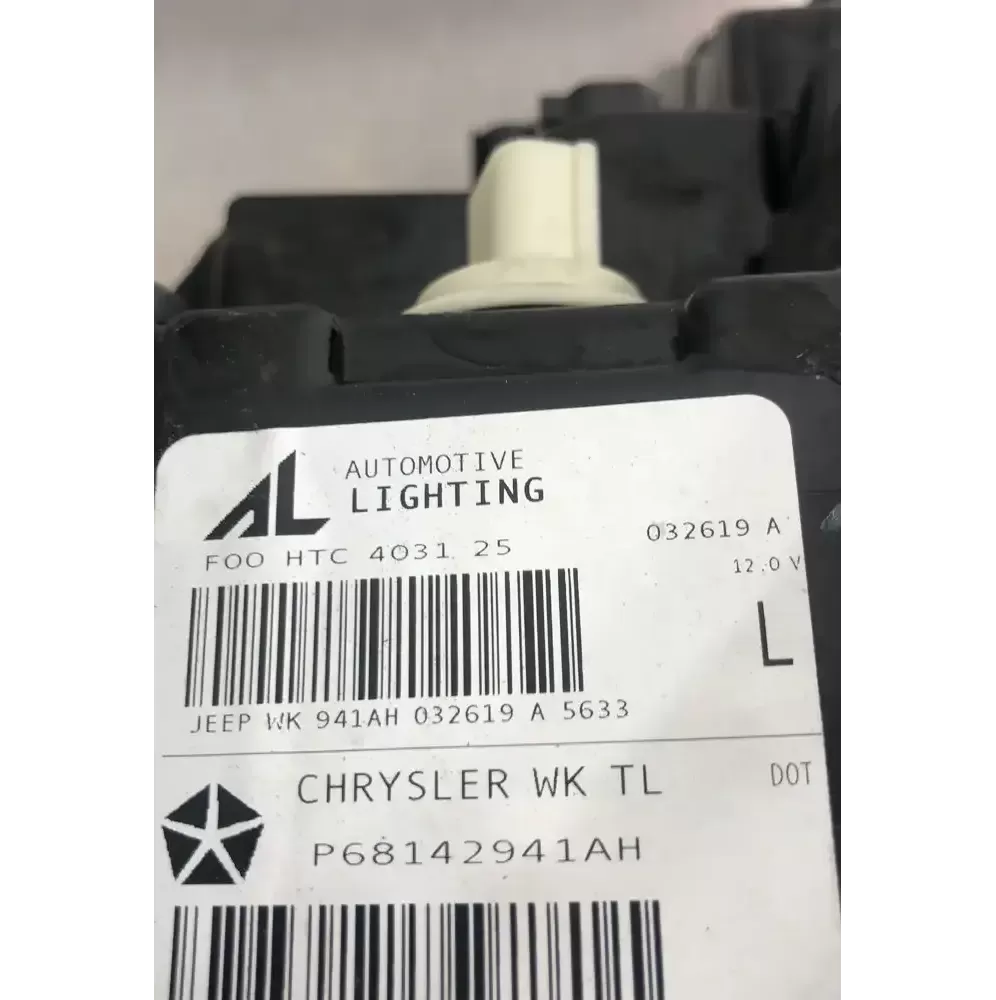 AL
AUTOMOTIVE
LIGHTING
F00 HTC 4031 25
032619 A
12.0 V
L
JEEP WK 941AH 032619 A 5633
CHRYSLER WK TL
DOT
P68142941AH